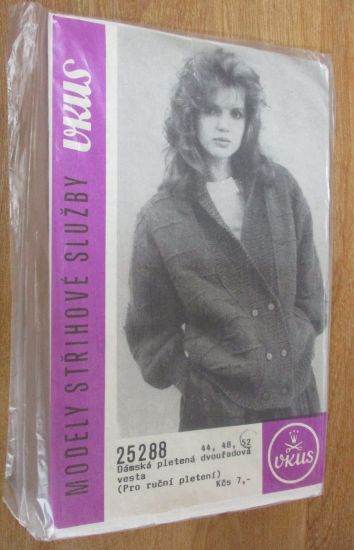 MODELY STŘIHOVÉ SLUŽBY vkus
25288 44, 48, 52
Dámská pletená dvouřadová
vesta
(Pro ruční pletení) Kčs 7,-
vkus